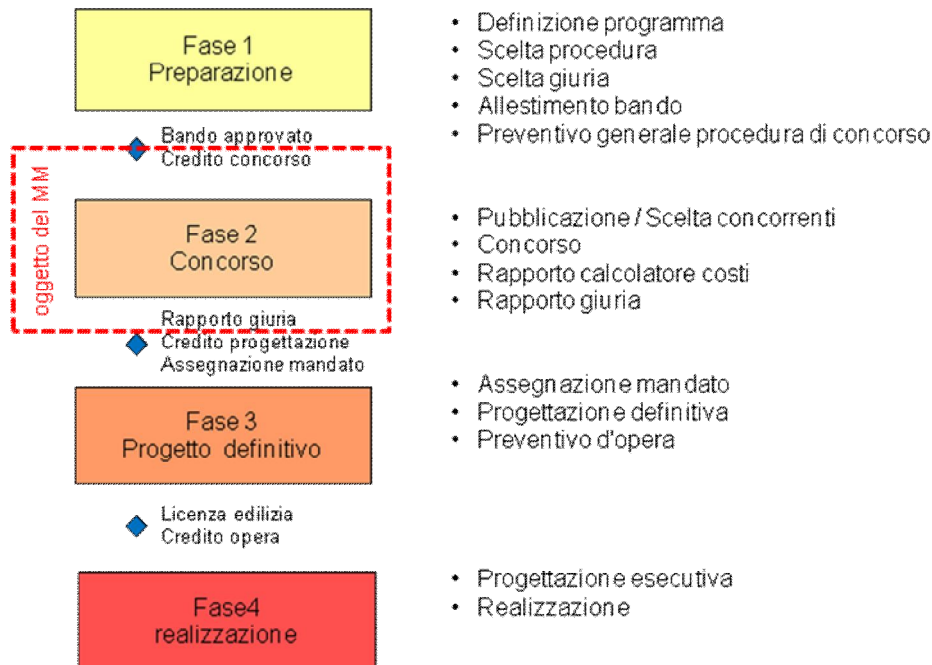 Fase 1
Preparazione
• Definizione programma
• Scelta procedura
• Scelta giuria
• Allestimento bando
• Preventivo generale procedura di concorso
Bando approvato
Credito concorso
oggetto del MM
Fase 2
Concorso
• Pubblicazione / Scelta concorrenti
• Concorso
• Rapporto calcolatore costi
• Rapporto giuria
Rapporto giuria
Credito progettazione
Assegnazione mandato
Fase 3
Progetto definitivo
• Assegnazione mandato
• Progettazione definitiva
• Preventivo d'opera
Licenza edilizia
Credito opera
Fase4
realizzazione
• Progettazione esecutiva
• Realizzazione